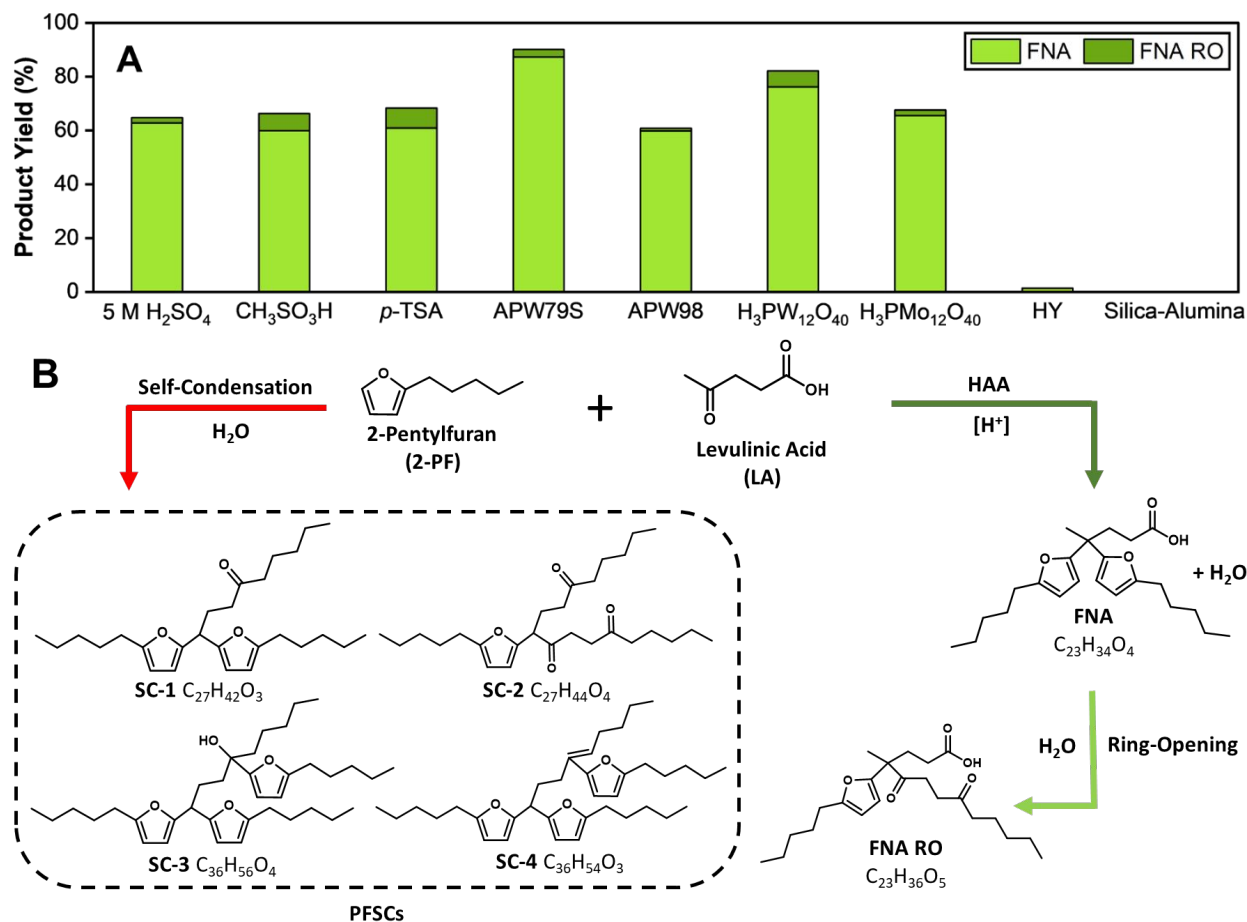 A
Product Yield (%)
100
80
60
40
20
0
FNA
FNA RO
5 M H₂SO₄
CH₃SO₃H
p-TSA
APW79S
APW98
H₃PW₁₂O₄₀
H₃PMo₁₂O₄₀
HY
Silica-Alumina
B
Self-Condensation
H₂O
O
2-Pentylfuran
(2-PF)
+
O
OH
O
Levulinic Acid
(LA)
HAA
[H⁺]
O
O
O
SC-1 C₂₇H₄₂O₃
O
O
O
O
SC-2 C₂₇H₄₄O₄
HO
O
O
O
SC-3 C₃₆H₅₆O₄
O
O
O
SC-4 C₃₆H₅₄O₃
PFSCs
O
OH
O
O
+ H₂O
FNA
C₂₃H₃₄O₄
H₂O
Ring-Opening
O
OH
O
O
O
FNA RO
C₂₃H₃₆O₅